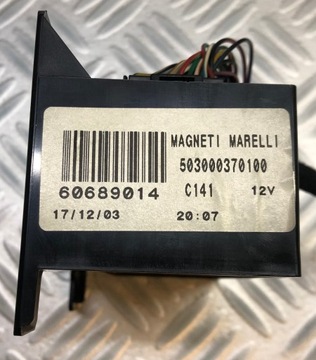 MAGNETI MARELLI
503000370100
60689014 C141 12V
17/12/03 20:07